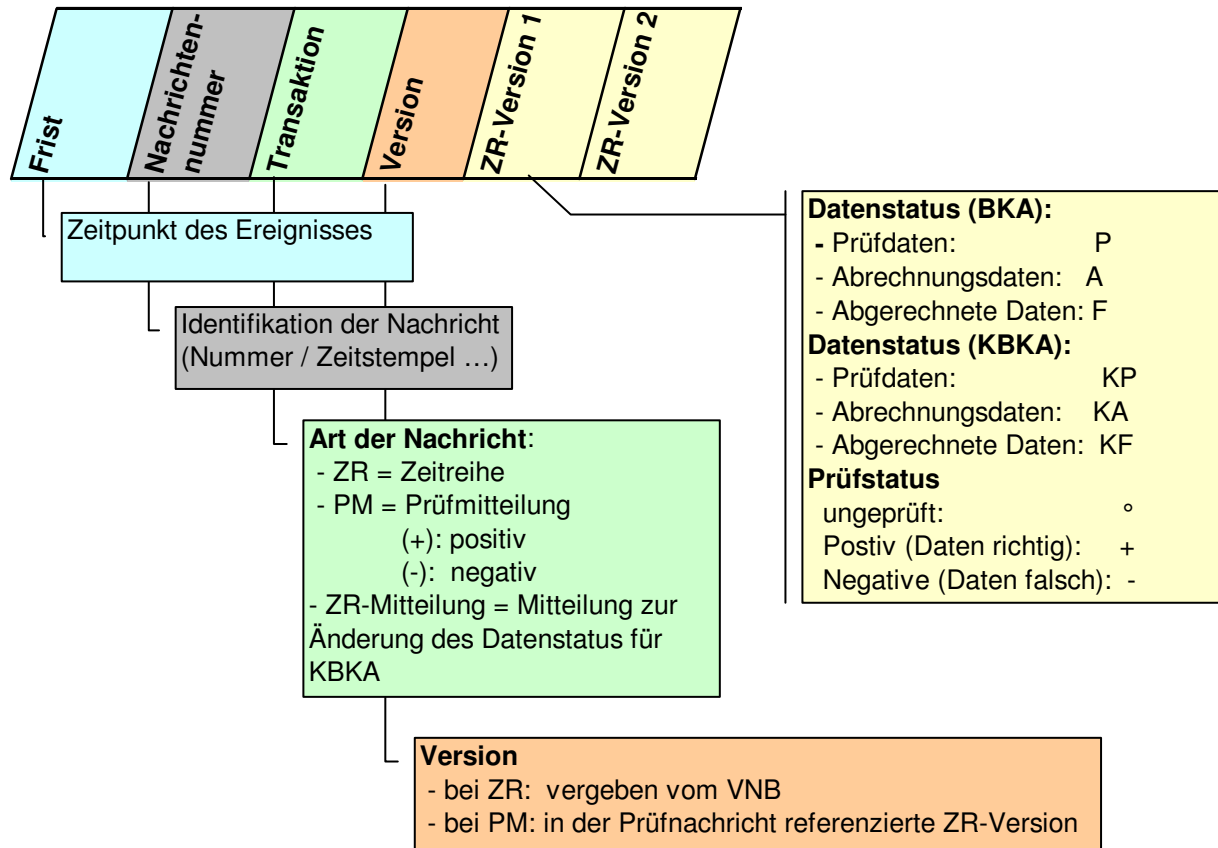 Frist
Nachrichten-
nummer
Transaktion
Version
ZR-Version 1
ZR-Version 2
Zeitpunkt des Ereignisses
Identifikation der Nachricht
(Nummer / Zeitstempel …)
Art der Nachricht:
- ZR = Zeitreihe
- PM = Prüfmitteilung
(+): positiv
(-): negativ
- ZR-Mitteilung = Mitteilung zur
Änderung des Datenstatus für
KBKA
Version
- bei ZR: vergeben vom VNB
- bei PM: in der Prüfnachricht referenzierte ZR-Version
Datenstatus (BKA):
- Prüfdaten: P
- Abrechnungsdaten: A
- Abgerechnete Daten: F
Datenstatus (KBKA):
- Prüfdaten: KP
- Abrechnungsdaten: KA
- Abgerechnete Daten: KF
Prüfstatus
ungeprüft: °
Postiv (Daten richtig): +
Negative (Daten falsch): -